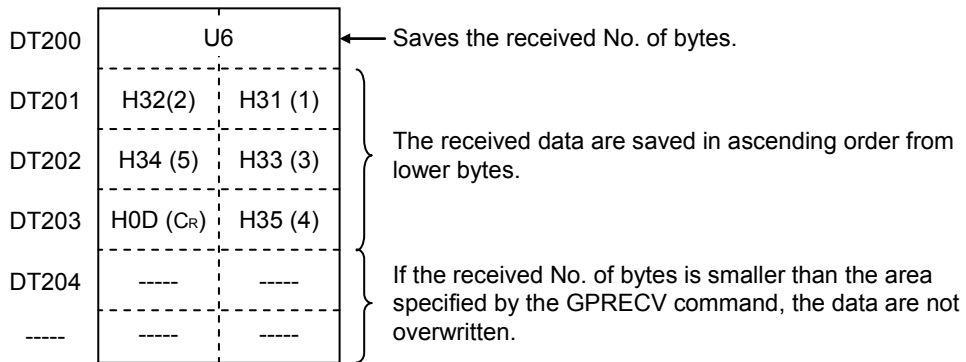 DT200 U6 Saves the received No. of bytes.
DT201 H32(2) H31 (1)
The received data are saved in ascending order from
DT202 H34 (5) H33 (3)
lower bytes.
DT203 H0D (CR) H35 (4)
DT204 ----- -----
If the received No. of bytes is smaller than the area
specified by the GPRECV command, the data are not
overwritten.
----- ----- -----